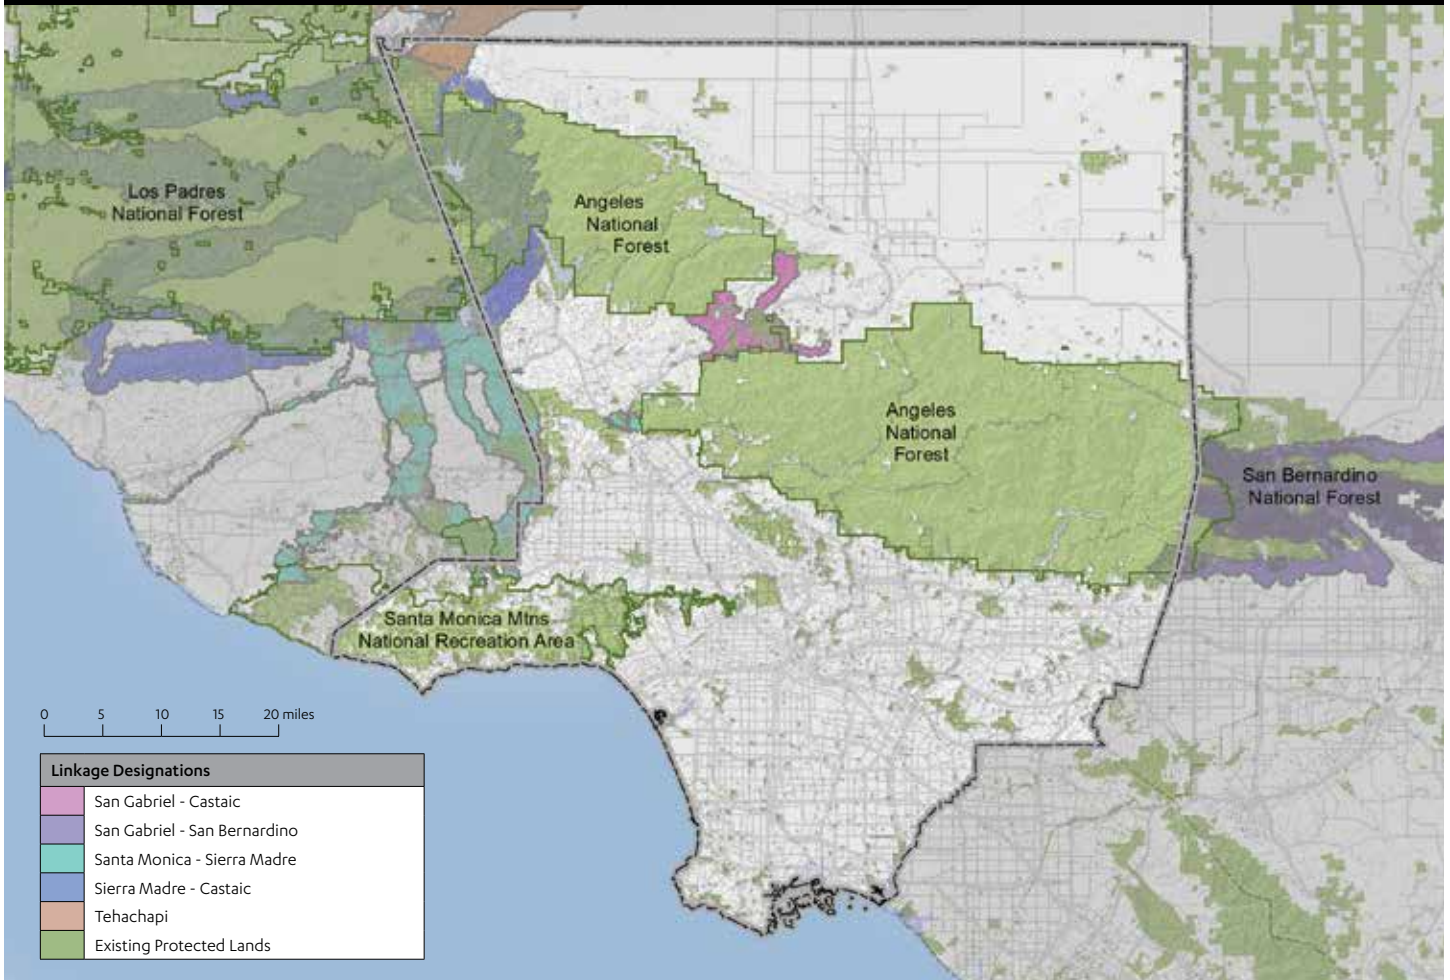 Los Padres
National Forest
Angeles
National
Forest
Angeles
National
Forest
San Bernardino
National Forest
Santa Monica Mtns
National Recreation Area
0 5 10 15 20 miles
Linkage Designations
San Gabriel - Castaic
San Gabriel - San Bernardino
Santa Monica - Sierra Madre
Sierra Madre - Castaic
Tehachapi
Existing Protected Lands